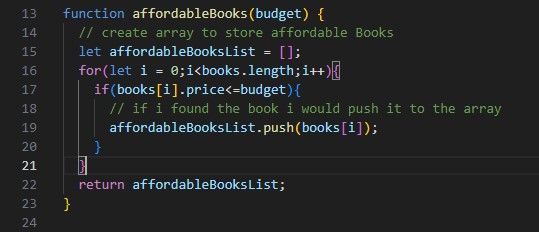 13 function affordableBooks(budget) {
14   // create array to store affordable Books
15   let affordableBooksList = [];
16   for(let i = 0;i<books.length;i++){
17     if(books[i].price<=budget){
18       // if i found the book i would push it to the array
19       affordableBooksList.push(books[i]);
20     }
21   }
22   return affordableBooksList;
23 }
24